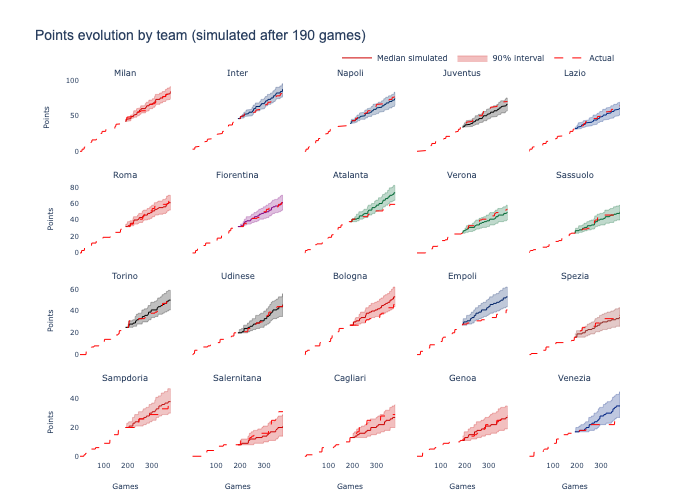 Points evolution by team (simulated after 190 games)
Median simulated 90% interval Actual
Milan Inter Napoli Juventus Lazio
100
50
0
Points
Roma Fiorentina Atalanta Verona Sassuolo
80
60
40
20
0
Points
Torino Udinese Bologna Empoli Spezia
60
40
20
0
Points
Sampdoria Salernitana Cagliari Genoa Venezia
40
20
0
Points
100 200 300 100 200 300 100 200 300 100 200 300 100 200 300
Games Games Games Games Games